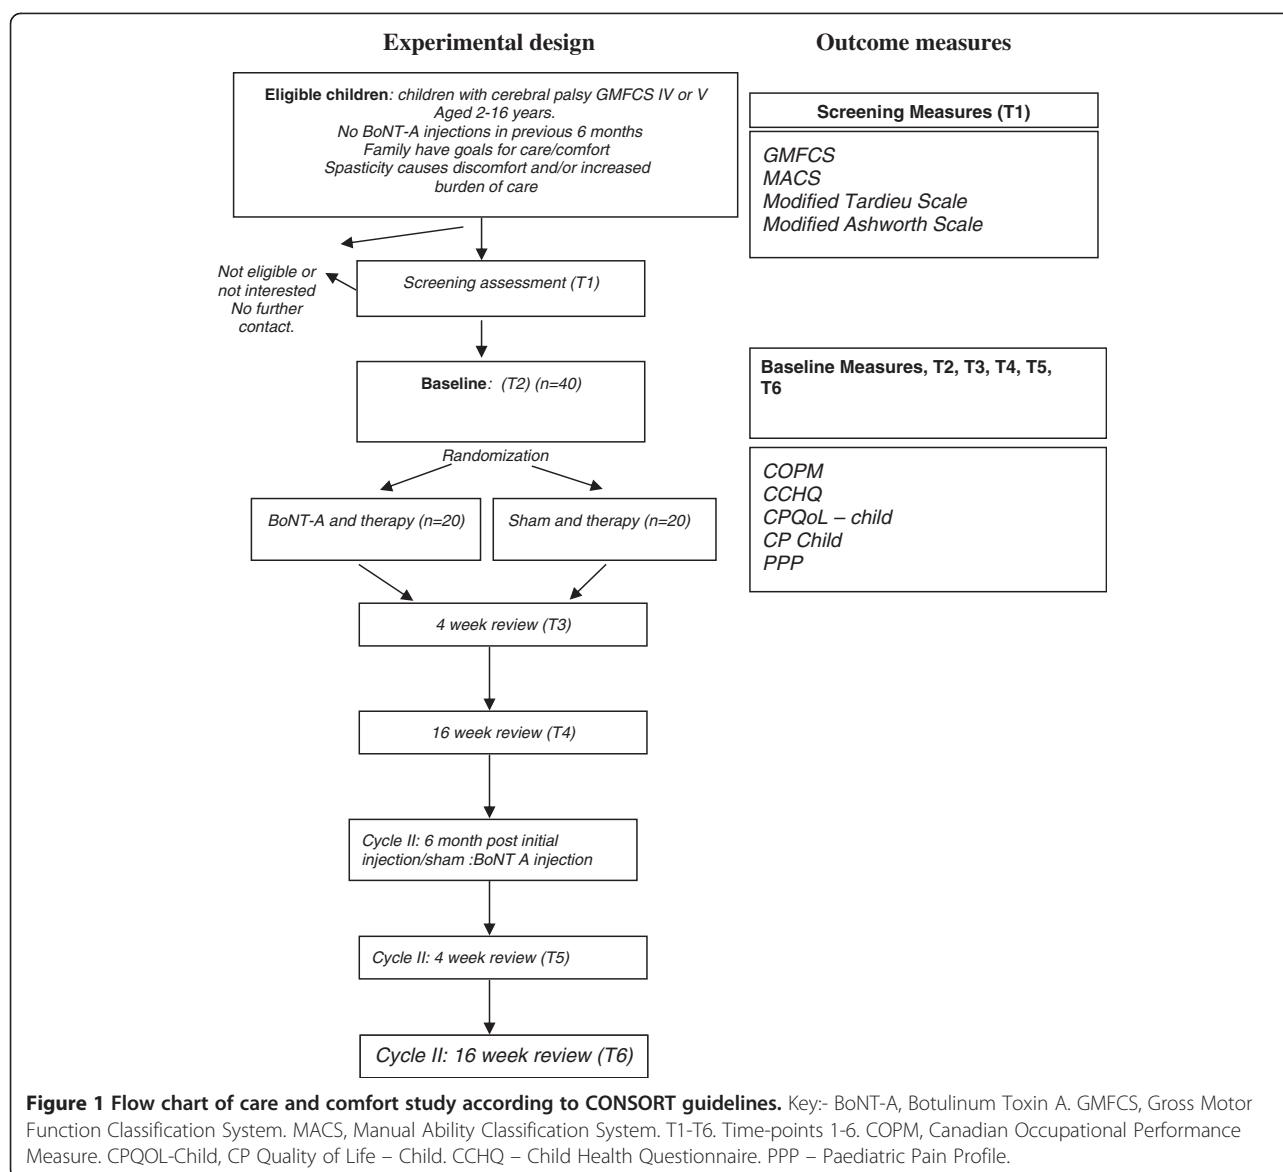 Experimental design
Outcome measures
Eligible children: children with cerebral palsy GMFCS IV or V
Aged 2-16 years.
No BoNT-A injections in previous 6 months
Family have goals for care/comfort
Spasticity causes discomfort and/or increased
burden of care
Screening Measures (T1)
GMFCS
MACS
Modified Tardieu Scale
Modified Ashworth Scale
Not eligible or
not interested
No further
contact.
Screening assessment (T1)
Baseline: (T2) (n=40)
Baseline Measures, T2, T3, T4, T5,
T6
Randomization
COPM
CCHQ
CPQoL – child
CP Child
PPP
BoNT-A and therapy (n=20)
Sham and therapy (n=20)
4 week review (T3)
16 week review (T4)
Cycle II: 6 month post initial
injection/sham :BoNT A injection
Cycle II: 4 week review (T5)
Cycle II: 16 week review (T6)
Figure 1 Flow chart of care and comfort study according to CONSORT guidelines. Key:- BoNT-A, Botulinum Toxin A. GMFCS, Gross Motor
Function Classification System. MACS, Manual Ability Classification System. T1-T6. Time-points 1-6. COPM, Canadian Occupational Performance
Measure. CPQOL-Child, CP Quality of Life – Child. CCHQ – Child Health Questionnaire. PPP – Paediatric Pain Profile.